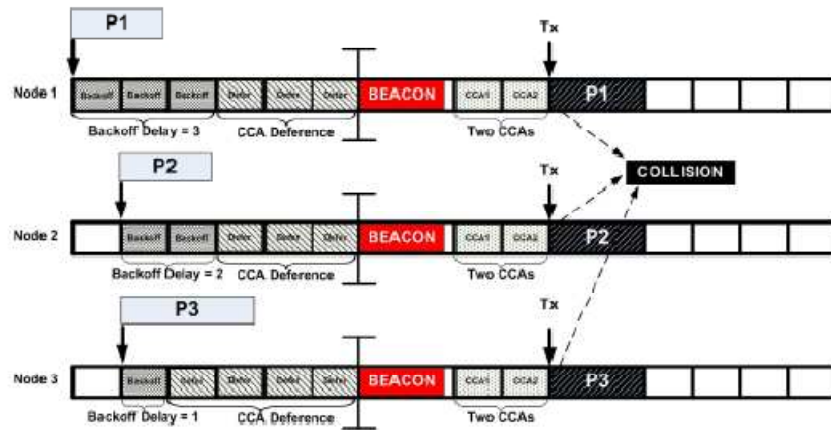 P1
Tx
Node 1 Backoff Backoff Backoff Defer Defer Defer BEACON CCA1 CCA2 P1
Backoff Delay = 3 CCA Deference Two CCAs
P2
Tx
COLLISION
Node 2 Backoff Backoff Defer Defer Defer BEACON CCA1 CCA2 P2
Backoff Delay = 2 CCA Deference Two CCAs
P3
Tx
Node 3 Backoff Defer Defer Defer Defer BEACON CCA1 CCA2 P3
Backoff Delay = 1 CCA Deference Two CCAs